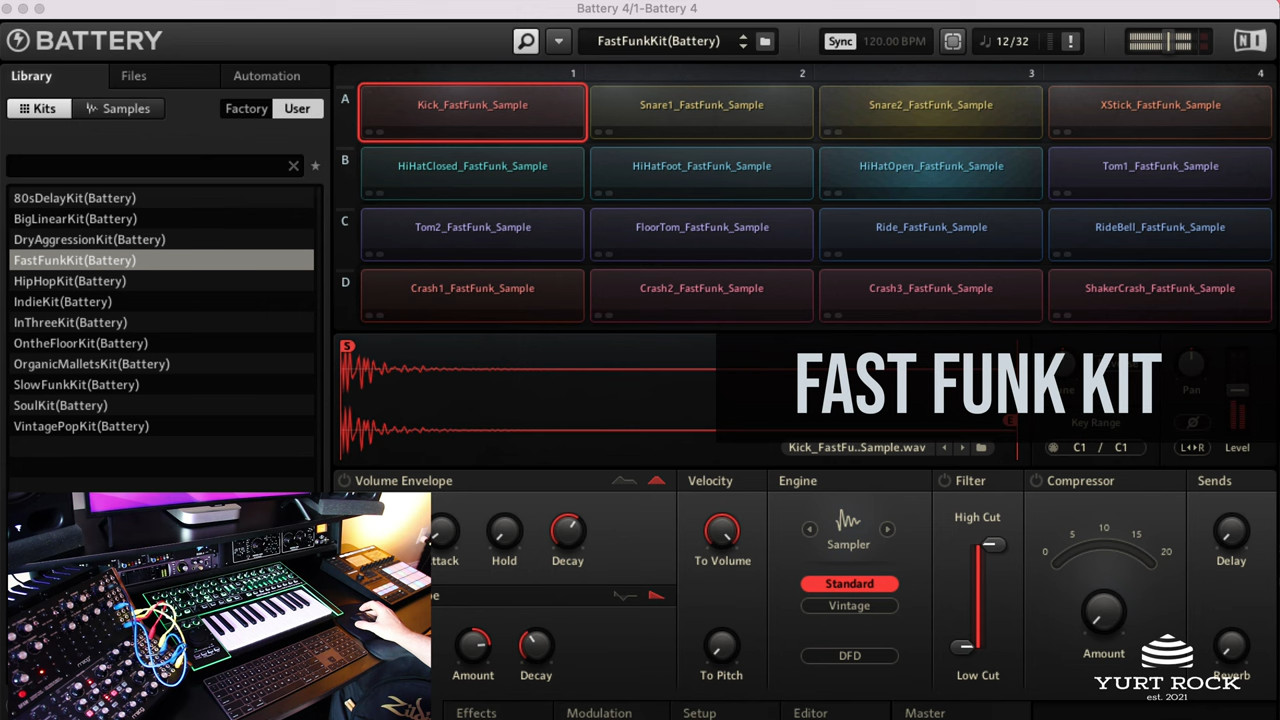 Battery 4/1-Battery 4
BATTERY
FastFunkKit(Battery)
Sync 120.00 BPM
12/32
!
NI
Library Files Automation
Kits Samples Factory User
1 2 3 4
A Kick_FastFunk_Sample Snare1_FastFunk_Sample Snare2_FastFunk_Sample XStick_FastFunk_Sample
B HiHatClosed_FastFunk_Sample HiHatFoot_FastFunk_Sample HiHatOpen_FastFunk_Sample Tom1_FastFunk_Sample
C Tom2_FastFunk_Sample FloorTom_FastFunk_Sample Ride_FastFunk_Sample RideBell_FastFunk_Sample
D Crash1_FastFunk_Sample Crash2_FastFunk_Sample Crash3_FastFunk_Sample ShakerCrash_FastFunk_Sample
80sDelayKit(Battery)
BigLinearKit(Battery)
DryAggressionKit(Battery)
FastFunkKit(Battery)
HipHopKit(Battery)
IndieKit(Battery)
InThreeKit(Battery)
OntheFloorKit(Battery)
OrganicMalletsKit(Battery)
SlowFunkKit(Battery)
SoulKit(Battery)
VintagePopKit(Battery)
S
FAST FUNK KIT
Pan
Key Range
E
Kick_FastFu..Sample.wav
C1 / C1
L R Level
Volume Envelope Velocity Engine Filter Compressor Sends
Hold Decay
To Volume
Sampler
Standard
Vintage
DFD
High Cut
Low Cut
0 5 10 15 20
Amount
Delay
Reverb
Amount Decay
To Pitch
YURT ROCK
est. 2021
Effects Modulation Setup Editor Master